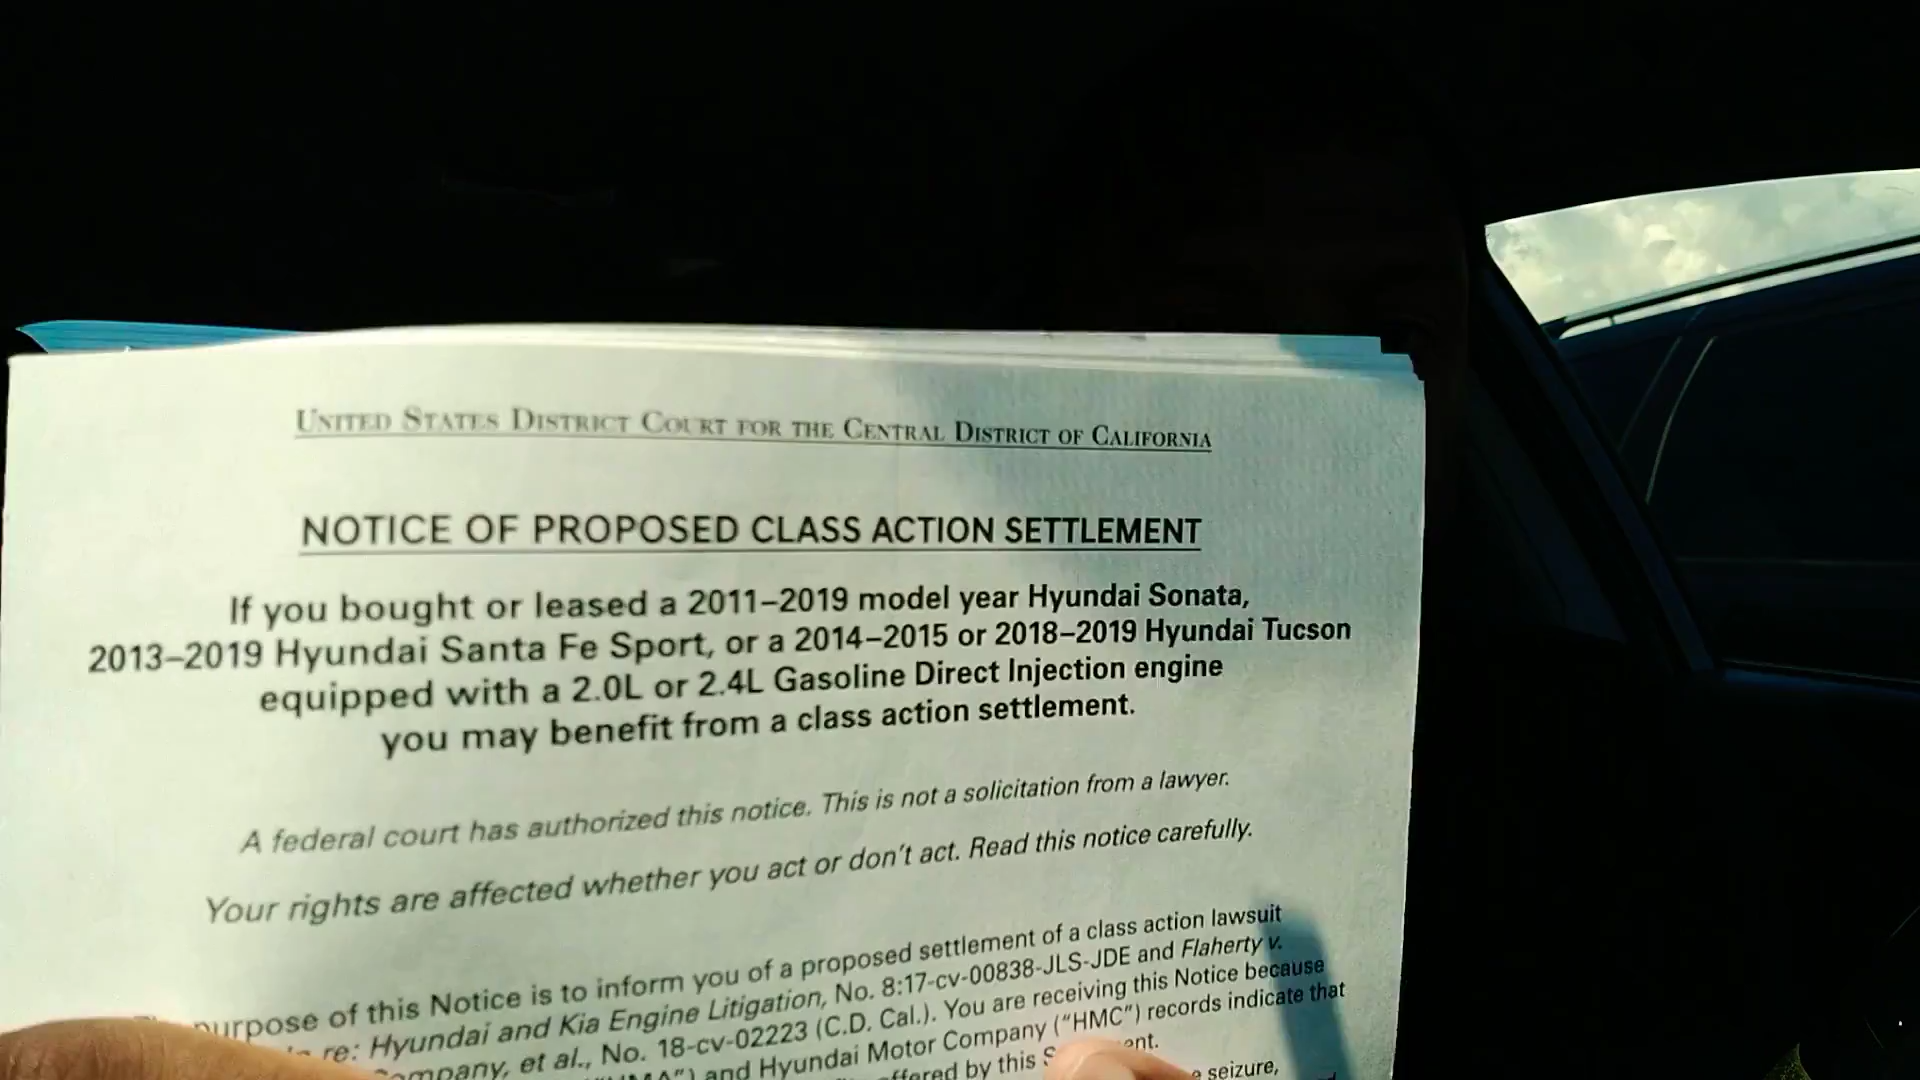 UNITED STATES DISTRICT COURT FOR THE CENTRAL DISTRICT OF CALIFORNIA
NOTICE OF PROPOSED CLASS ACTION SETTLEMENT
If you bought or leased a 2011–2019 model year Hyundai Sonata,
2013–2019 Hyundai Santa Fe Sport, or a 2014–2015 or 2018–2019 Hyundai Tucson
equipped with a 2.0L or 2.4L Gasoline Direct Injection engine
you may benefit from a class action settlement.
A federal court has authorized this notice. This is not a solicitation from a lawyer.
Your rights are affected whether you act or don't act. Read this notice carefully.
of this Notice is to inform you of a proposed settlement of a class action lawsuit
re: Hyundai and Kia Engine Litigation, No. 8:17-cv-00838-JLS-JDE and Flaherty v.
et al., No. 18-cv-02223 (C.D. Cal.). You are receiving this Notice because
and Hyundai Motor Company ("HMC") records indicate that
by this
seizure,